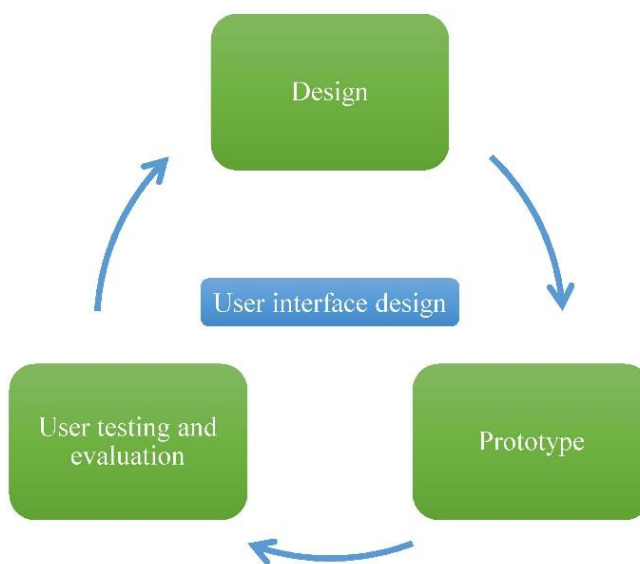 Design
User interface design
User testing and
evaluation
Prototype